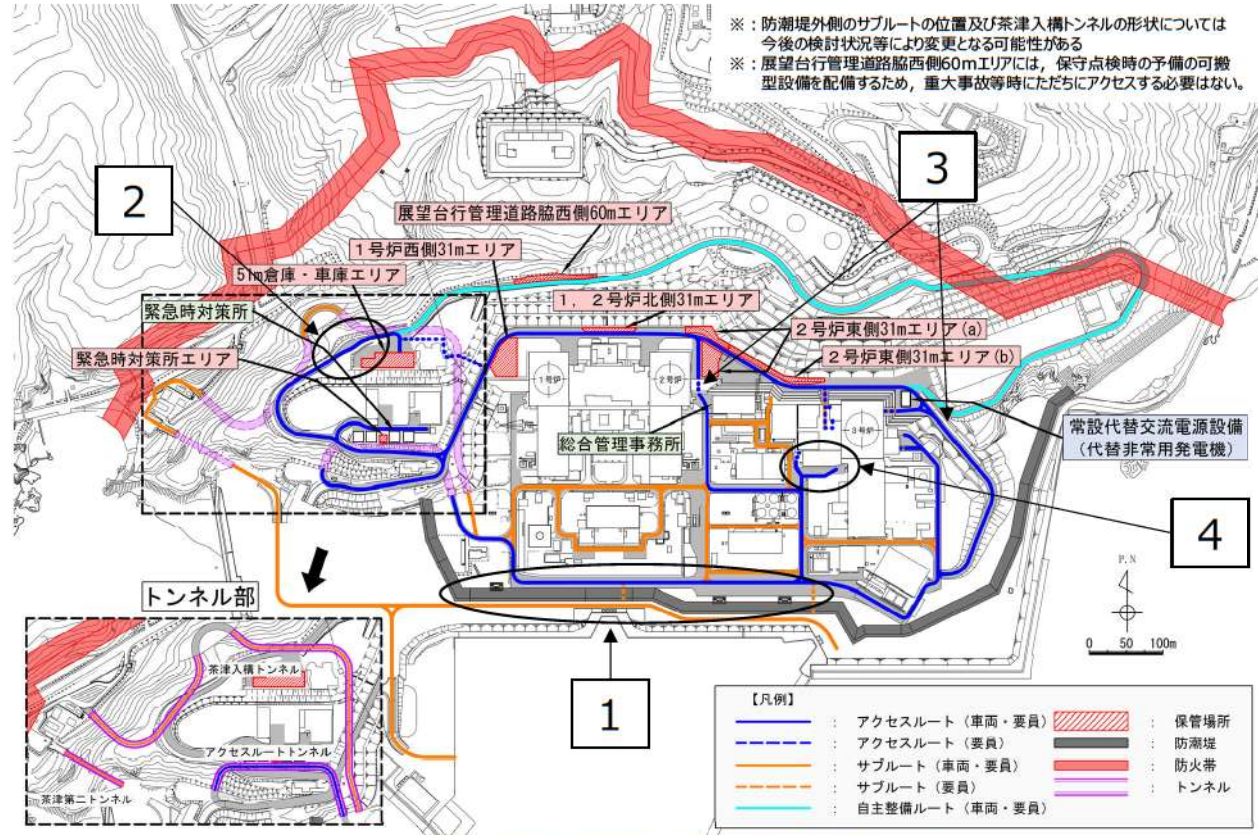 ※：防潮堤外側のサブルートの位置及び茶津入構トンネルの形状については
今後の検討状況等により変更となる可能性がある
※：展望台行管理道路脇西側60mエリアには，保守点検時の予備の可搬
型設備を配備するため，重大事故等時にただちにアクセスする必要はない。
2
3
展望台行管理道路脇西側60mエリア
１号炉西側31mエリア
51m倉庫・車庫エリア
１，２号炉北側31mエリア
緊急時対策所
２号炉東側31mエリア(a)
緊急時対策所エリア
２号炉東側31mエリア(b)
1号炉
2号炉
3号炉
総合管理事務所
常設代替交流電源設備
（代替非常用発電機）
4
トンネル部
P.N
0 50 100m
1
茶津入構トンネル
アクセスルートトンネル
茶津第二トンネル
【凡例】
： アクセスルート（車両・要員）
： アクセスルート（要員）
： サブルート（車両・要員）
： サブルート（要員）
： 自主整備ルート（車両・要員）
： 保管場所
： 防潮堤
： 防火帯
： トンネル